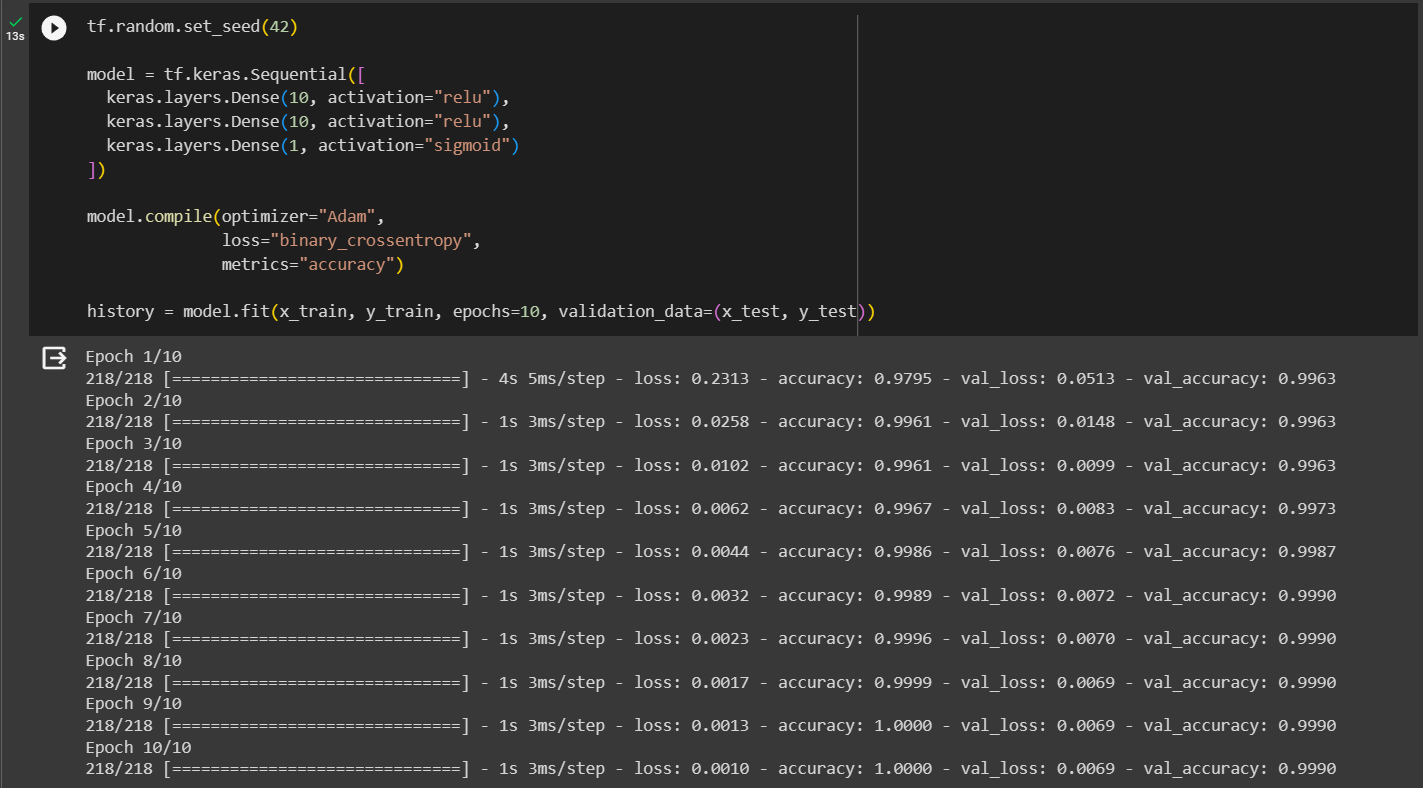 tf.random.set_seed(42)
13s
model = tf.keras.Sequential([
keras.layers.Dense(10, activation="relu"),
keras.layers.Dense(10, activation="relu"),
keras.layers.Dense(1, activation="sigmoid")
])
model.compile(optimizer="Adam",
loss="binary_crossentropy",
metrics="accuracy")
history = model.fit(x_train, y_train, epochs=10, validation_data=(x_test, y_test))
Epoch 1/10
218/218 [==============================] - 4s 5ms/step - loss: 0.2313 - accuracy: 0.9795 - val_loss: 0.0513 - val_accuracy: 0.9963
Epoch 2/10
218/218 [==============================] - 1s 3ms/step - loss: 0.0258 - accuracy: 0.9961 - val_loss: 0.0148 - val_accuracy: 0.9963
Epoch 3/10
218/218 [==============================] - 1s 3ms/step - loss: 0.0102 - accuracy: 0.9961 - val_loss: 0.0099 - val_accuracy: 0.9963
Epoch 4/10
218/218 [==============================] - 1s 3ms/step - loss: 0.0062 - accuracy: 0.9967 - val_loss: 0.0083 - val_accuracy: 0.9973
Epoch 5/10
218/218 [==============================] - 1s 3ms/step - loss: 0.0044 - accuracy: 0.9986 - val_loss: 0.0076 - val_accuracy: 0.9987
Epoch 6/10
218/218 [==============================] - 1s 3ms/step - loss: 0.0032 - accuracy: 0.9989 - val_loss: 0.0072 - val_accuracy: 0.9990
Epoch 7/10
218/218 [==============================] - 1s 3ms/step - loss: 0.0023 - accuracy: 0.9996 - val_loss: 0.0070 - val_accuracy: 0.9990
Epoch 8/10
218/218 [==============================] - 1s 3ms/step - loss: 0.0017 - accuracy: 0.9999 - val_loss: 0.0069 - val_accuracy: 0.9990
Epoch 9/10
218/218 [==============================] - 1s 3ms/step - loss: 0.0013 - accuracy: 1.0000 - val_loss: 0.0069 - val_accuracy: 0.9990
Epoch 10/10
218/218 [==============================] - 1s 3ms/step - loss: 0.0010 - accuracy: 1.0000 - val_loss: 0.0069 - val_accuracy: 0.9990